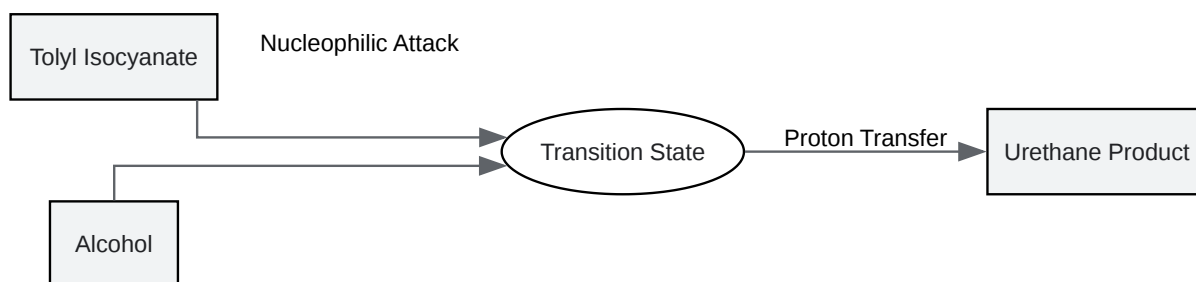 Tolyl Isocyanate
Nucleophilic Attack
Transition State
Proton Transfer
Urethane Product
Alcohol